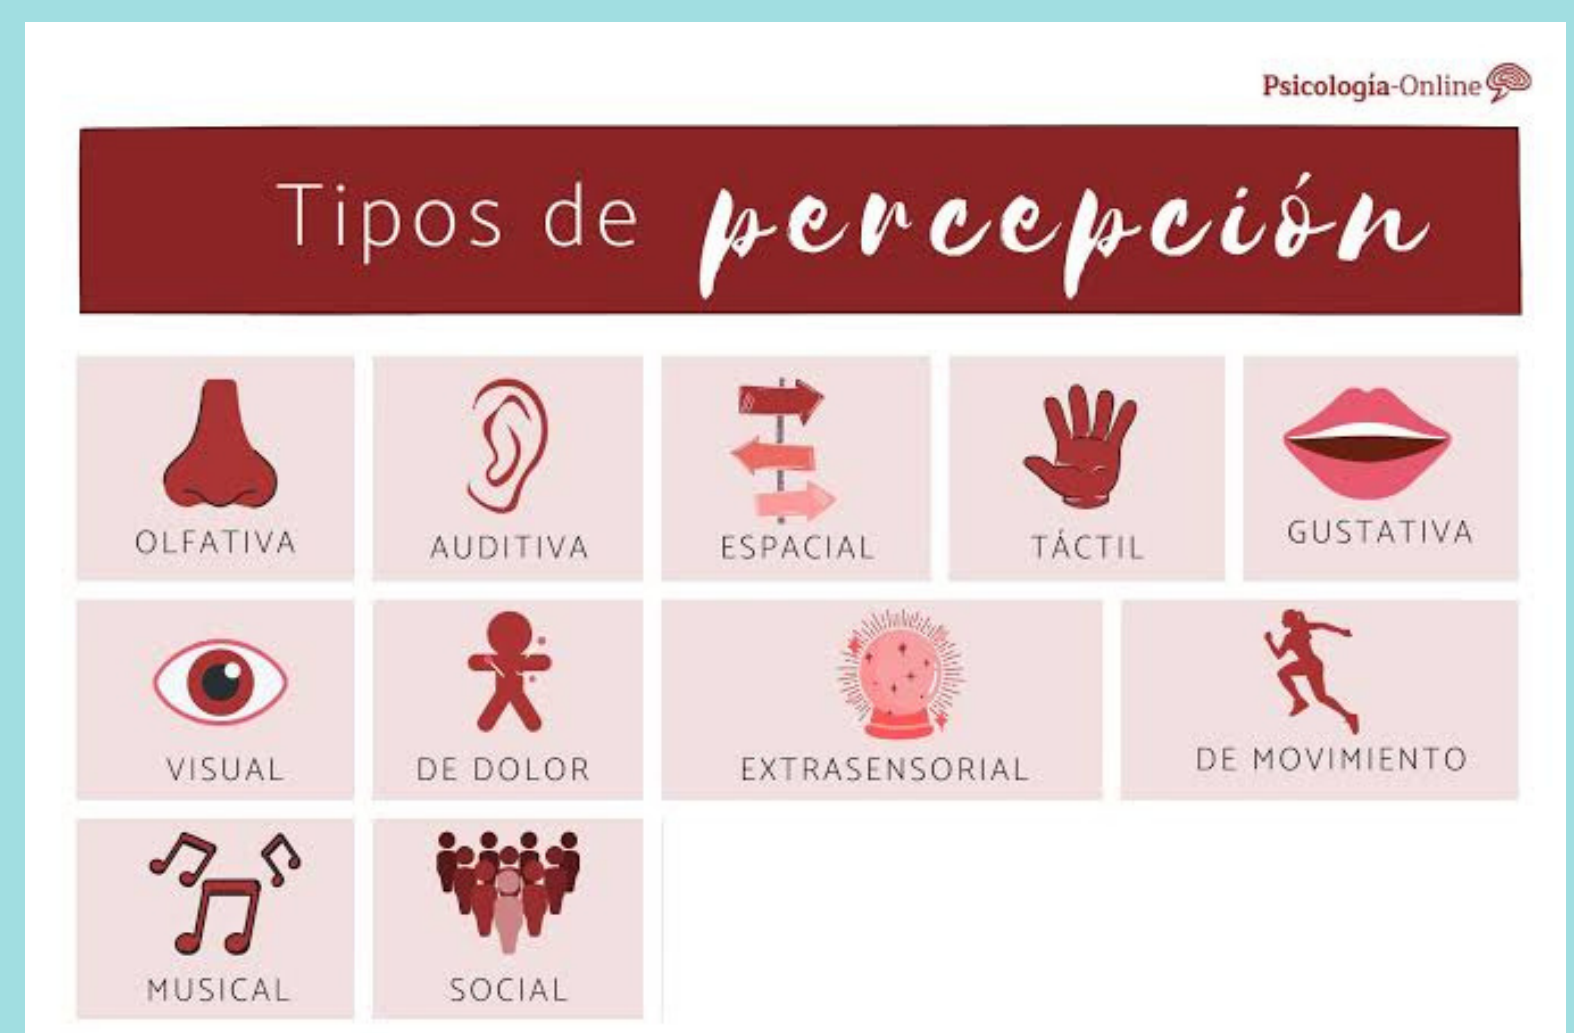 Psicología-Online
Tipos de percepción
OLFATIVA
AUDITIVA
ESPACIAL
TÁCTIL
GUSTATIVA
VISUAL
DE DOLOR
EXTRASENSORIAL
DE MOVIMIENTO
MUSICAL
SOCIAL